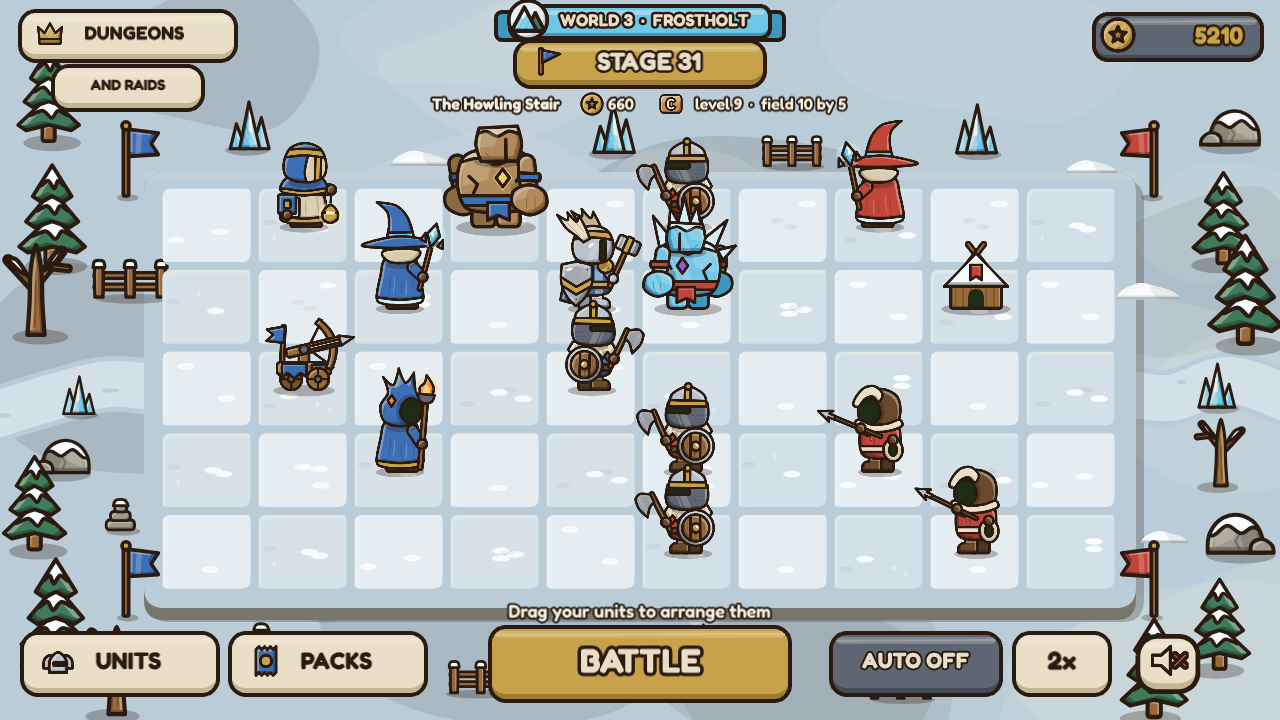 DUNGEONS
AND RAIDS
WORLD 3 · FROSTHOLT
STAGE 31
5210
The Howling Stair 660 C level 9 · field 10 by 5
Drag your units to arrange them
UNITS
PACKS
BATTLE
AUTO OFF
2x